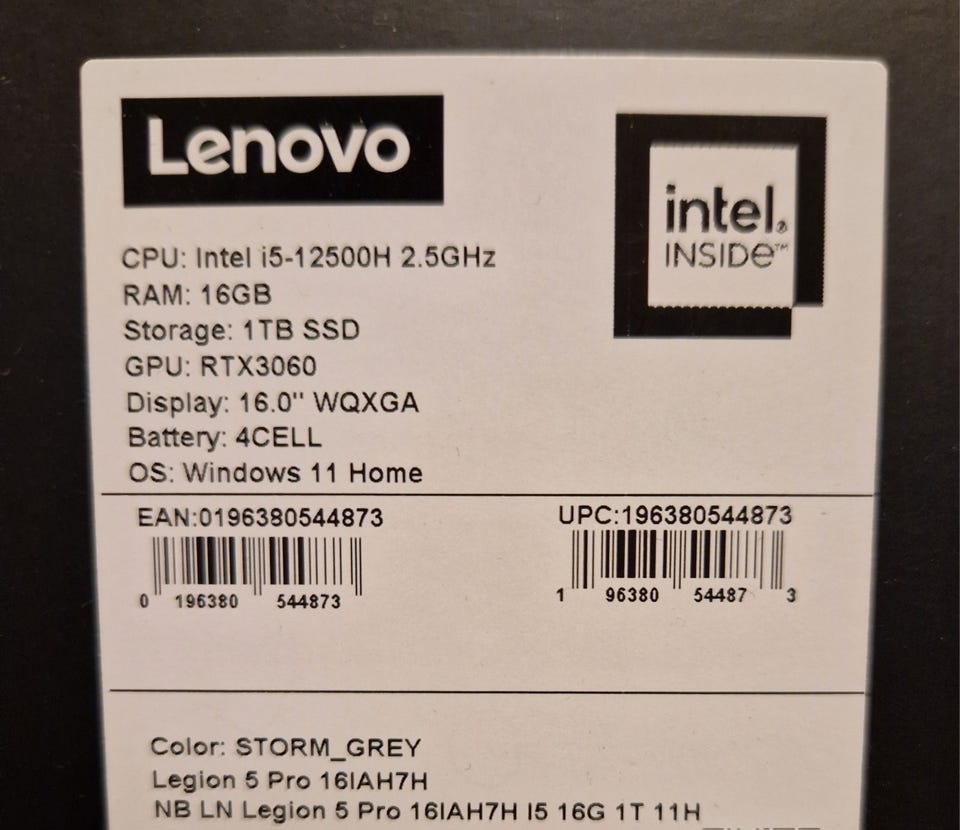 Lenovo
intel®
INSIDE™
CPU: Intel i5-12500H 2.5GHz
RAM: 16GB
Storage: 1TB SSD
GPU: RTX3060
Display: 16.0" WQXGA
Battery: 4CELL
OS: Windows 11 Home
EAN:0196380544873
0 196380 544873
UPC:196380544873
1 96380 54487 3
Color: STORM_GREY
Legion 5 Pro 16IAH7H
NB LN Legion 5 Pro 16IAH7H I5 16G 1T 11H